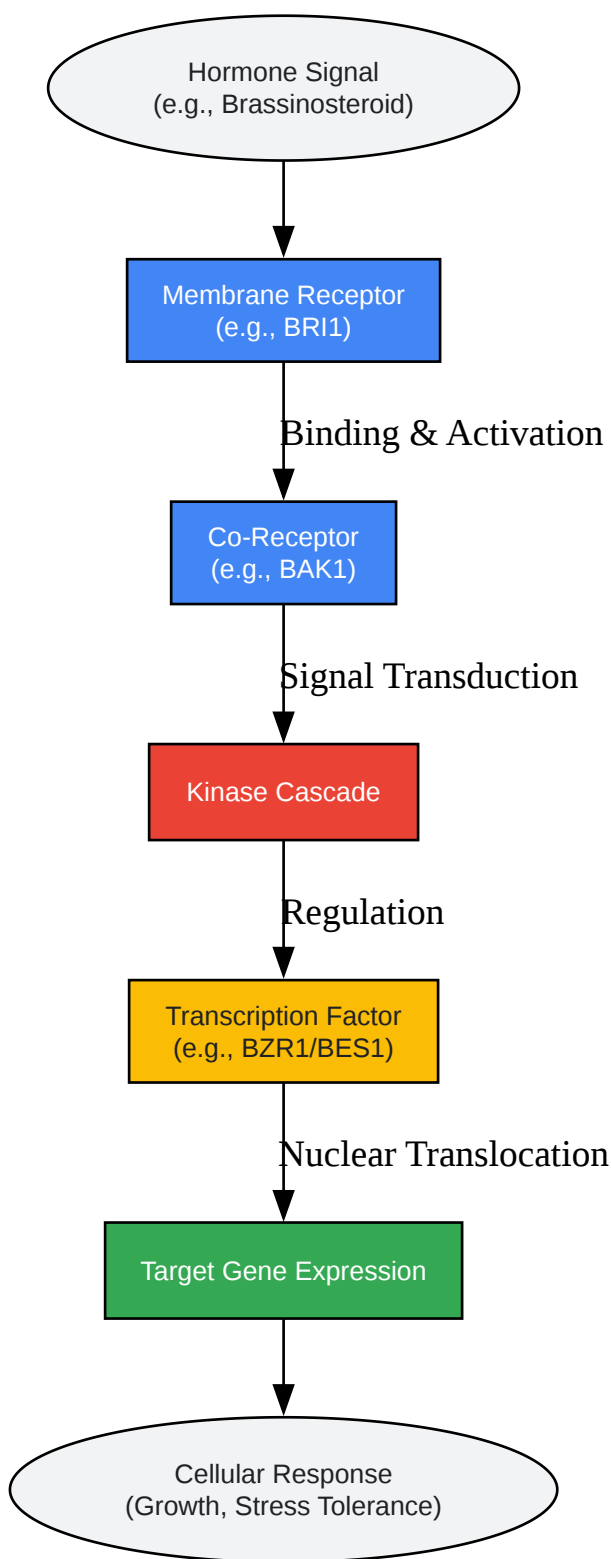 Hormone Signal
(e.g., Brassinosteroid)
Membrane Receptor
(e.g., BRI1)
Binding & Activation
Co-Receptor
(e.g., BAK1)
Signal Transduction
Kinase Cascade
Regulation
Transcription Factor
(e.g., BZR1/BES1)
Nuclear Translocation
Target Gene Expression
Cellular Response
(Growth, Stress Tolerance)